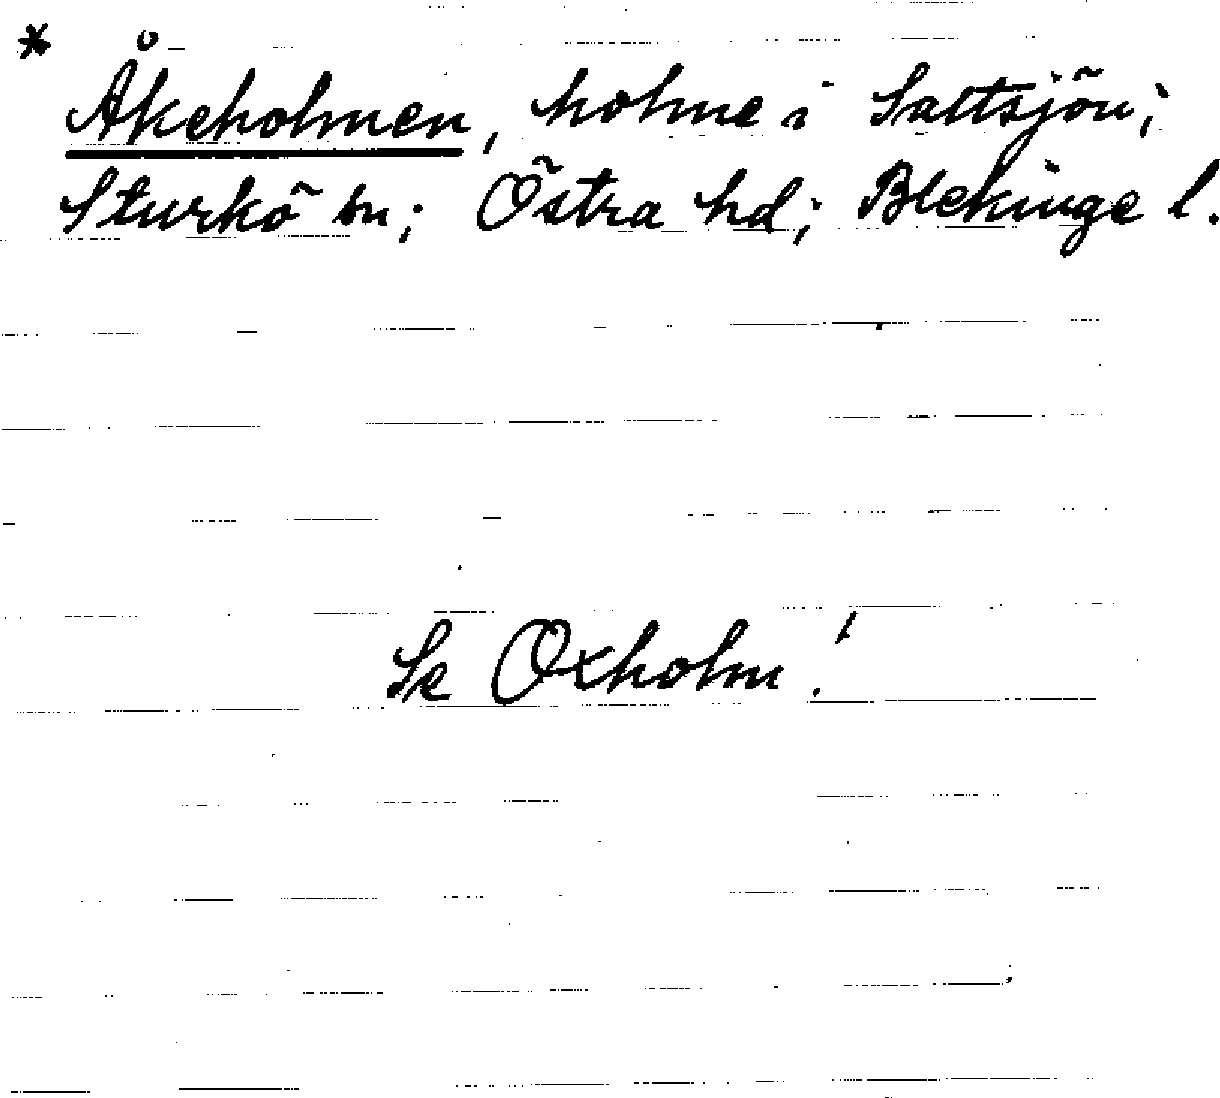 * Åkeholmen, holme i Saltsjön;
Sturkö sn; Östra hd; Blekinge l.
Se Oxholm!